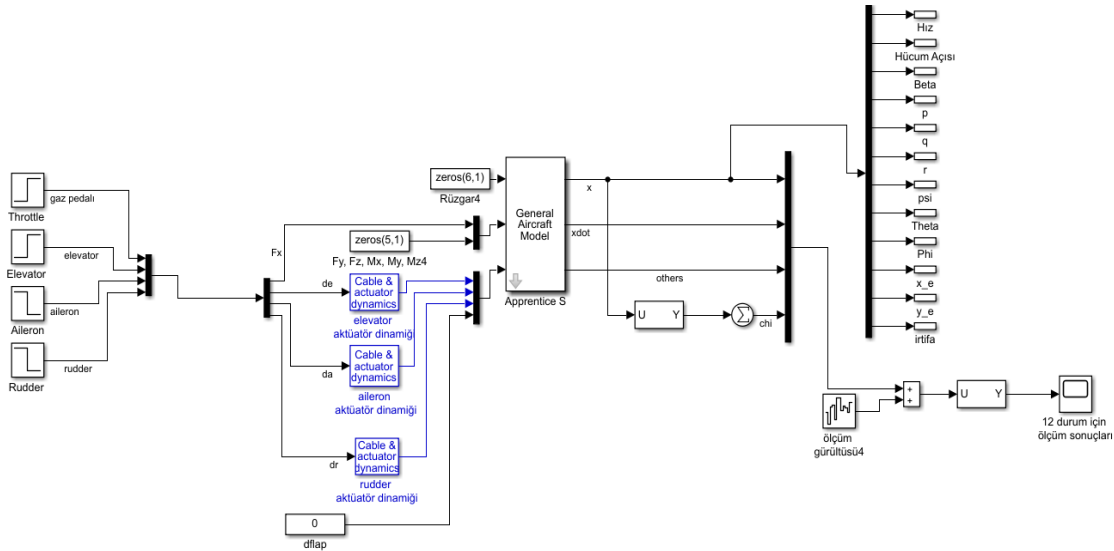 Throttle
gaz pedalı
Elevator
elevator
Aileron
aileron
Rudder
rudder
Fx
de
da
dr
zeros(6,1)
Rüzgar4
zeros(5,1)
Fy, Fz, Mx, My, Mz4
Cable &
actuator
dynamics
elevator
aktüatör dinamiği
Cable &
actuator
dynamics
aileron
aktüatör dinamiği
Cable &
actuator
dynamics
rudder
aktüatör dinamiği
0
dflap
General
Aircraft
Model
Apprentice S
x
xdot
others
U Y
Σ
chi
Hız
Hücum Açısı
Beta
p
q
r
psi
Theta
Phi
x_e
y_e
irtifa
ölçüm
gürültüsü4
+
+
U Y
12 durum için
ölçüm sonuçları